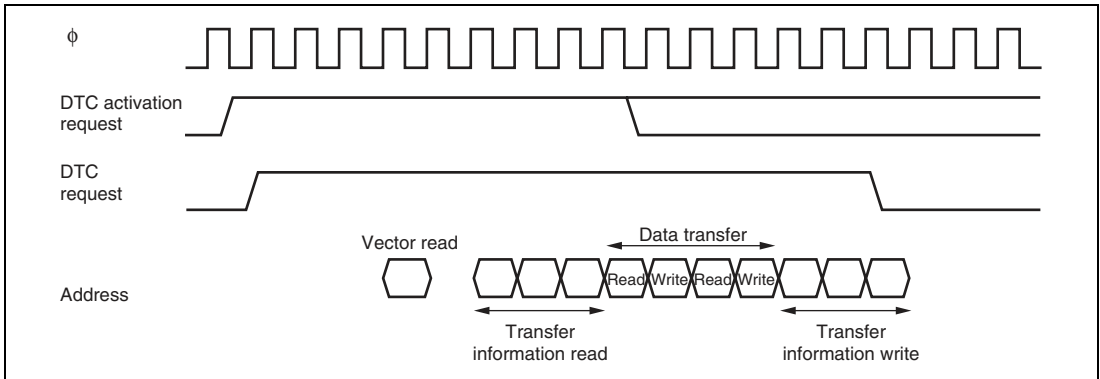 φ
DTC activation
request
DTC
request
Vector read
Data transfer
Address
Read Write Read Write
Transfer
information read
Transfer
information write